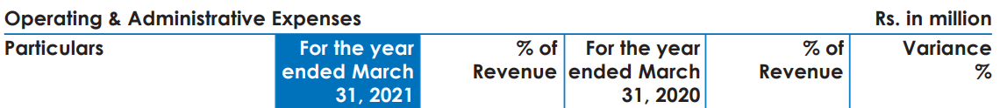 Operating & Administrative Expenses Rs. in million
Particulars For the year % of For the year % of Variance
ended March Revenue ended March Revenue %
31, 2021 31, 2020